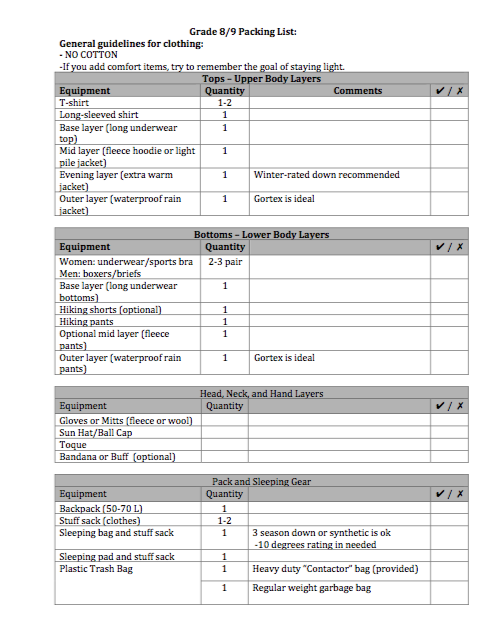 Grade 8/9 Packing List:
General guidelines for clothing:
- NO COTTON
-If you add comfort items, try to remember the goal of staying light.
Tops – Upper Body Layers
Equipment Quantity Comments ✔ / ✗
T-shirt 1-2
Long-sleeved shirt 1
Base layer (long underwear 1
top)
Mid layer (fleece hoodie or light 1
pile jacket)
Evening layer (extra warm 1 Winter-rated down recommended
jacket)
Outer layer (waterproof rain 1 Gortex is ideal
jacket)
Bottoms – Lower Body Layers
Equipment Quantity ✔ / ✗
Women: underwear/sports bra 2-3 pair
Men: boxers/briefs
Base layer (long underwear 1
bottoms)
Hiking shorts (optional) 1
Hiking pants 1
Optional mid layer (fleece 1
pants)
Outer layer (waterproof rain 1 Gortex is ideal
pants)
Head, Neck, and Hand Layers
Equipment Quantity ✔ / ✗
Gloves or Mitts (fleece or wool)
Sun Hat/Ball Cap
Toque
Bandana or Buff (optional)
Pack and Sleeping Gear
Equipment Quantity ✔ / ✗
Backpack (50-70 L) 1
Stuff sack (clothes) 1-2
Sleeping bag and stuff sack 1 3 season down or synthetic is ok
-10 degrees rating in needed
Sleeping pad and stuff sack 1
Plastic Trash Bag 1 Heavy duty "Contactor" bag (provided)
1 Regular weight garbage bag